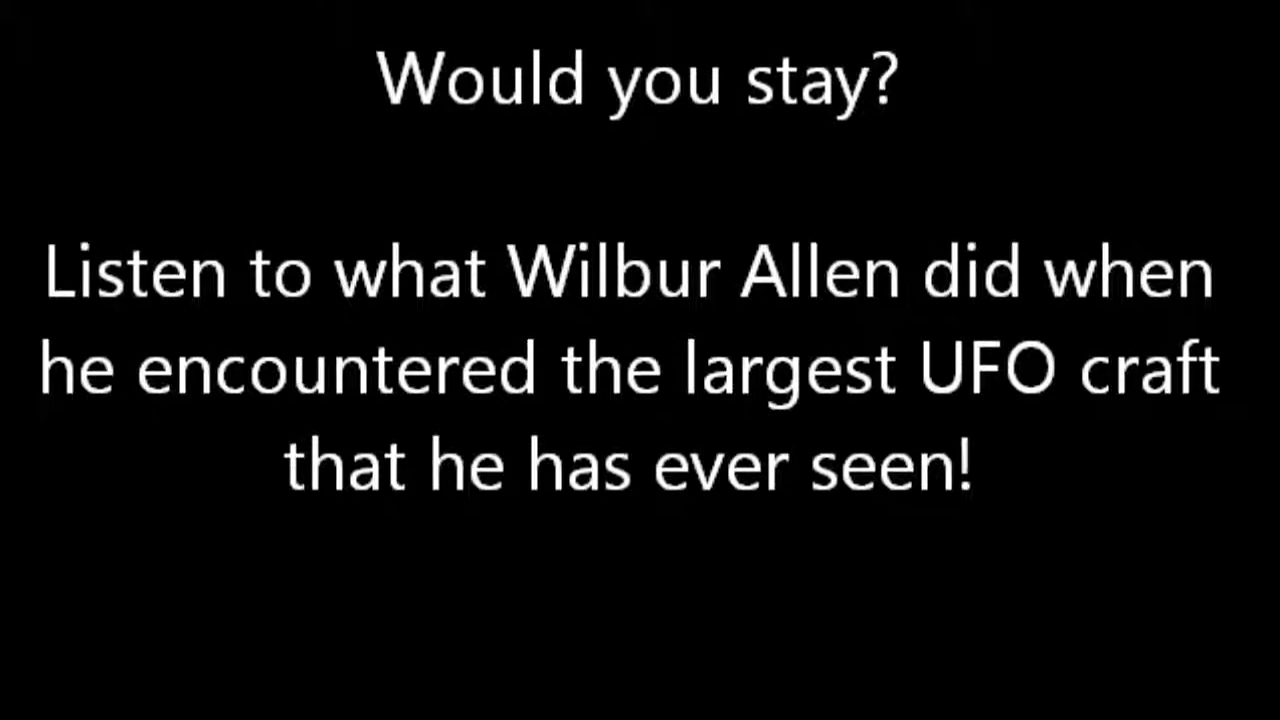 Would you stay?
Listen to what Wilbur Allen did when
he encountered the largest UFO craft
that he has ever seen!